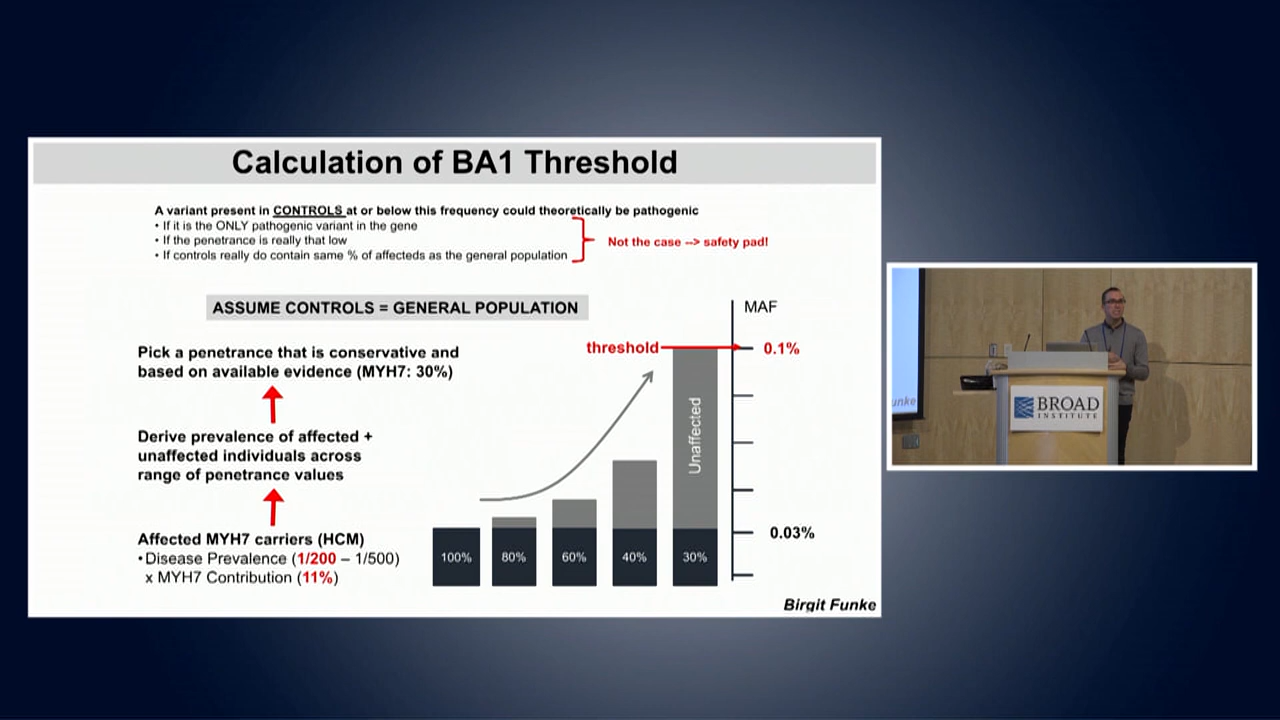 Calculation of BA1 Threshold
A variant present in CONTROLS at or below this frequency could theoretically be pathogenic
• If it is the ONLY pathogenic variant in the gene
• If the penetrance is really that low
• If controls really do contain same % of affecteds as the general population
Not the case --> safety pad!
ASSUME CONTROLS = GENERAL POPULATION
Pick a penetrance that is conservative and
based on available evidence (MYH7: 30%)
Derive prevalence of affected +
unaffected individuals across
range of penetrance values
Affected MYH7 carriers (HCM)
• Disease Prevalence (1/200 – 1/500)
x MYH7 Contribution (11%)
MAF
threshold
0.1%
Unaffected
0.03%
100%
80%
60%
40%
30%
Birgit Funke
unke
BROAD
INSTITUTE